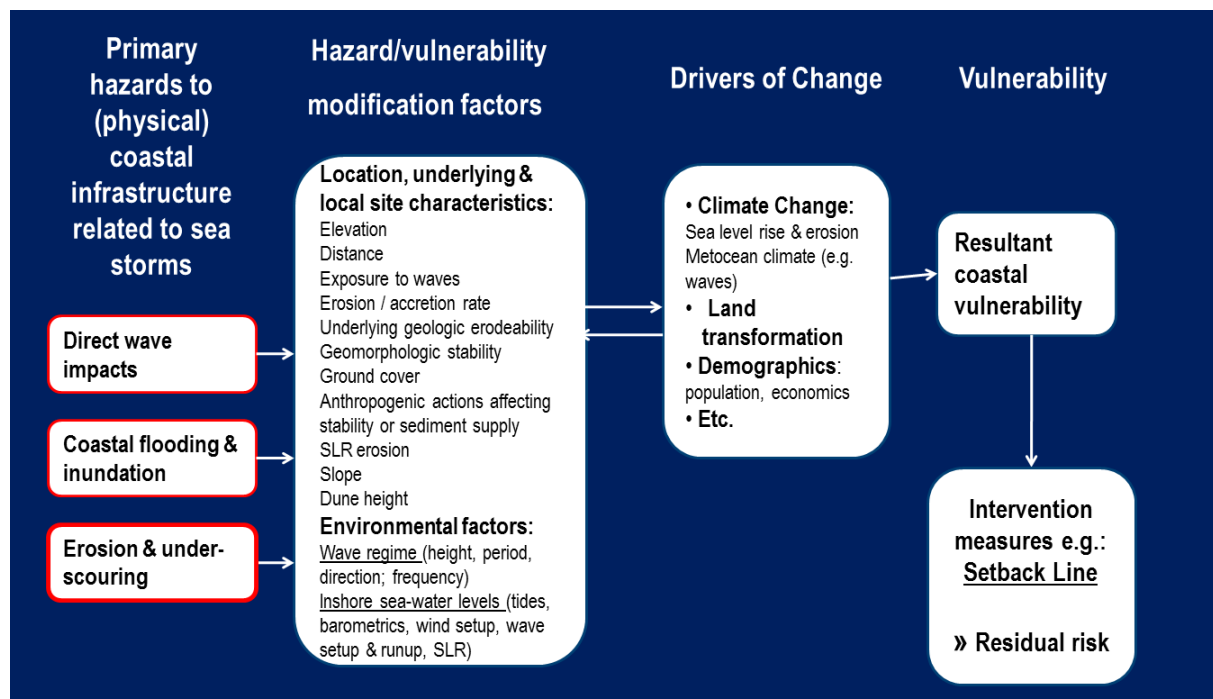 Primary
hazards to
(physical)
coastal
infrastructure
related to sea
storms
Direct wave
impacts
Coastal flooding &
inundation
Erosion & under-
scouring
Hazard/vulnerability
modification factors
Location, underlying &
local site characteristics:
Elevation
Distance
Exposure to waves
Erosion / accretion rate
Underlying geologic erodeability
Geomorphologic stability
Ground cover
Anthropogenic actions affecting
stability or sediment supply
SLR erosion
Slope
Dune height
Environmental factors:
Wave regime (height, period,
direction; frequency)
Inshore sea-water levels (tides,
barometrics, wind setup, wave
setup & runup, SLR)
Drivers of Change
• Climate Change:
Sea level rise & erosion
Metocean climate (e.g.
waves)
• Land
transformation
• Demographics:
population, economics
• Etc.
Vulnerability
Resultant
coastal
vulnerability
Intervention
measures e.g.:
Setback Line
» Residual risk